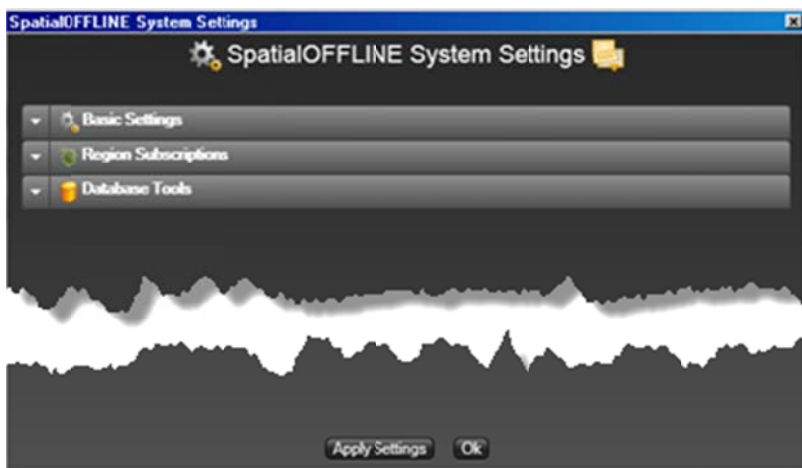 SpatialOFFLINE System Settings
SpatialOFFLINE System Settings
Basic Settings
Region Subscriptions
Database Tools
Apply Settings Ok